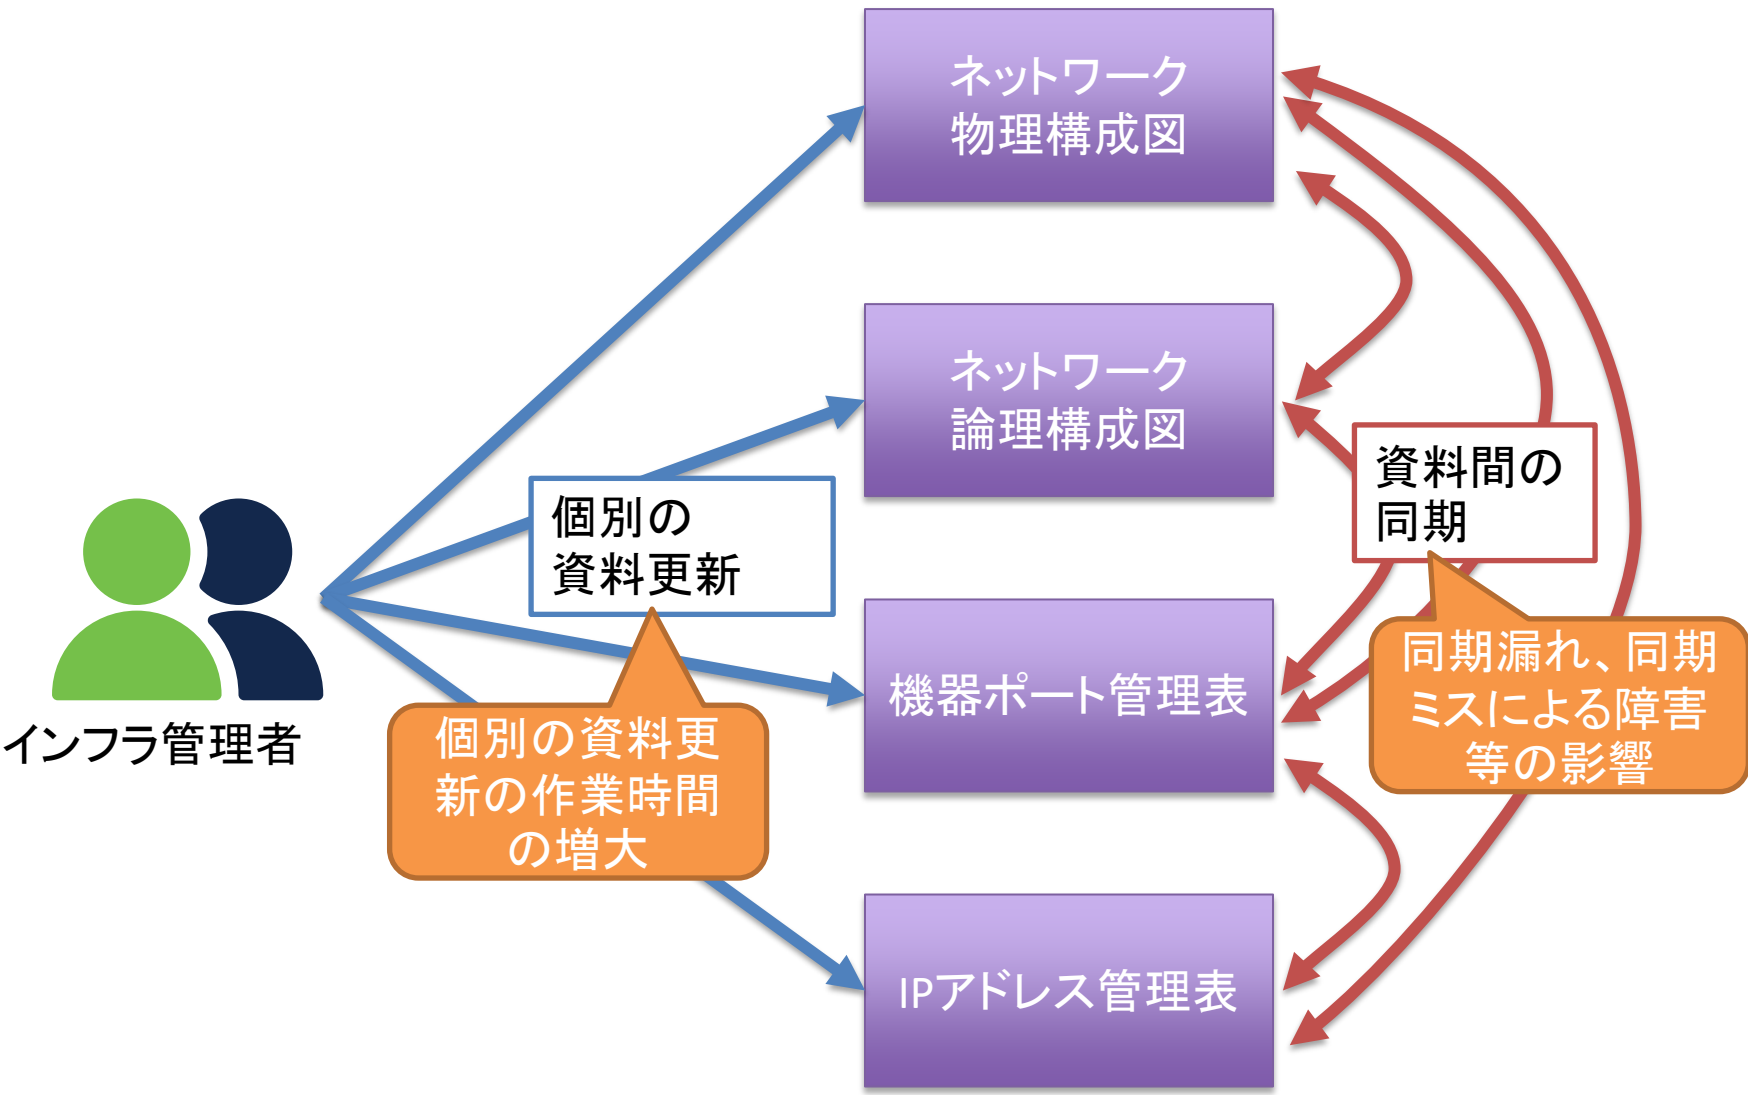 ネットワーク
物理構成図
ネットワーク
論理構成図
資料間の
同期
個別の
資料更新
同期漏れ、同期
ミスによる障害
等の影響
機器ポート管理表
インフラ管理者
個別の資料更
新の作業時間
の増大
IPアドレス管理表